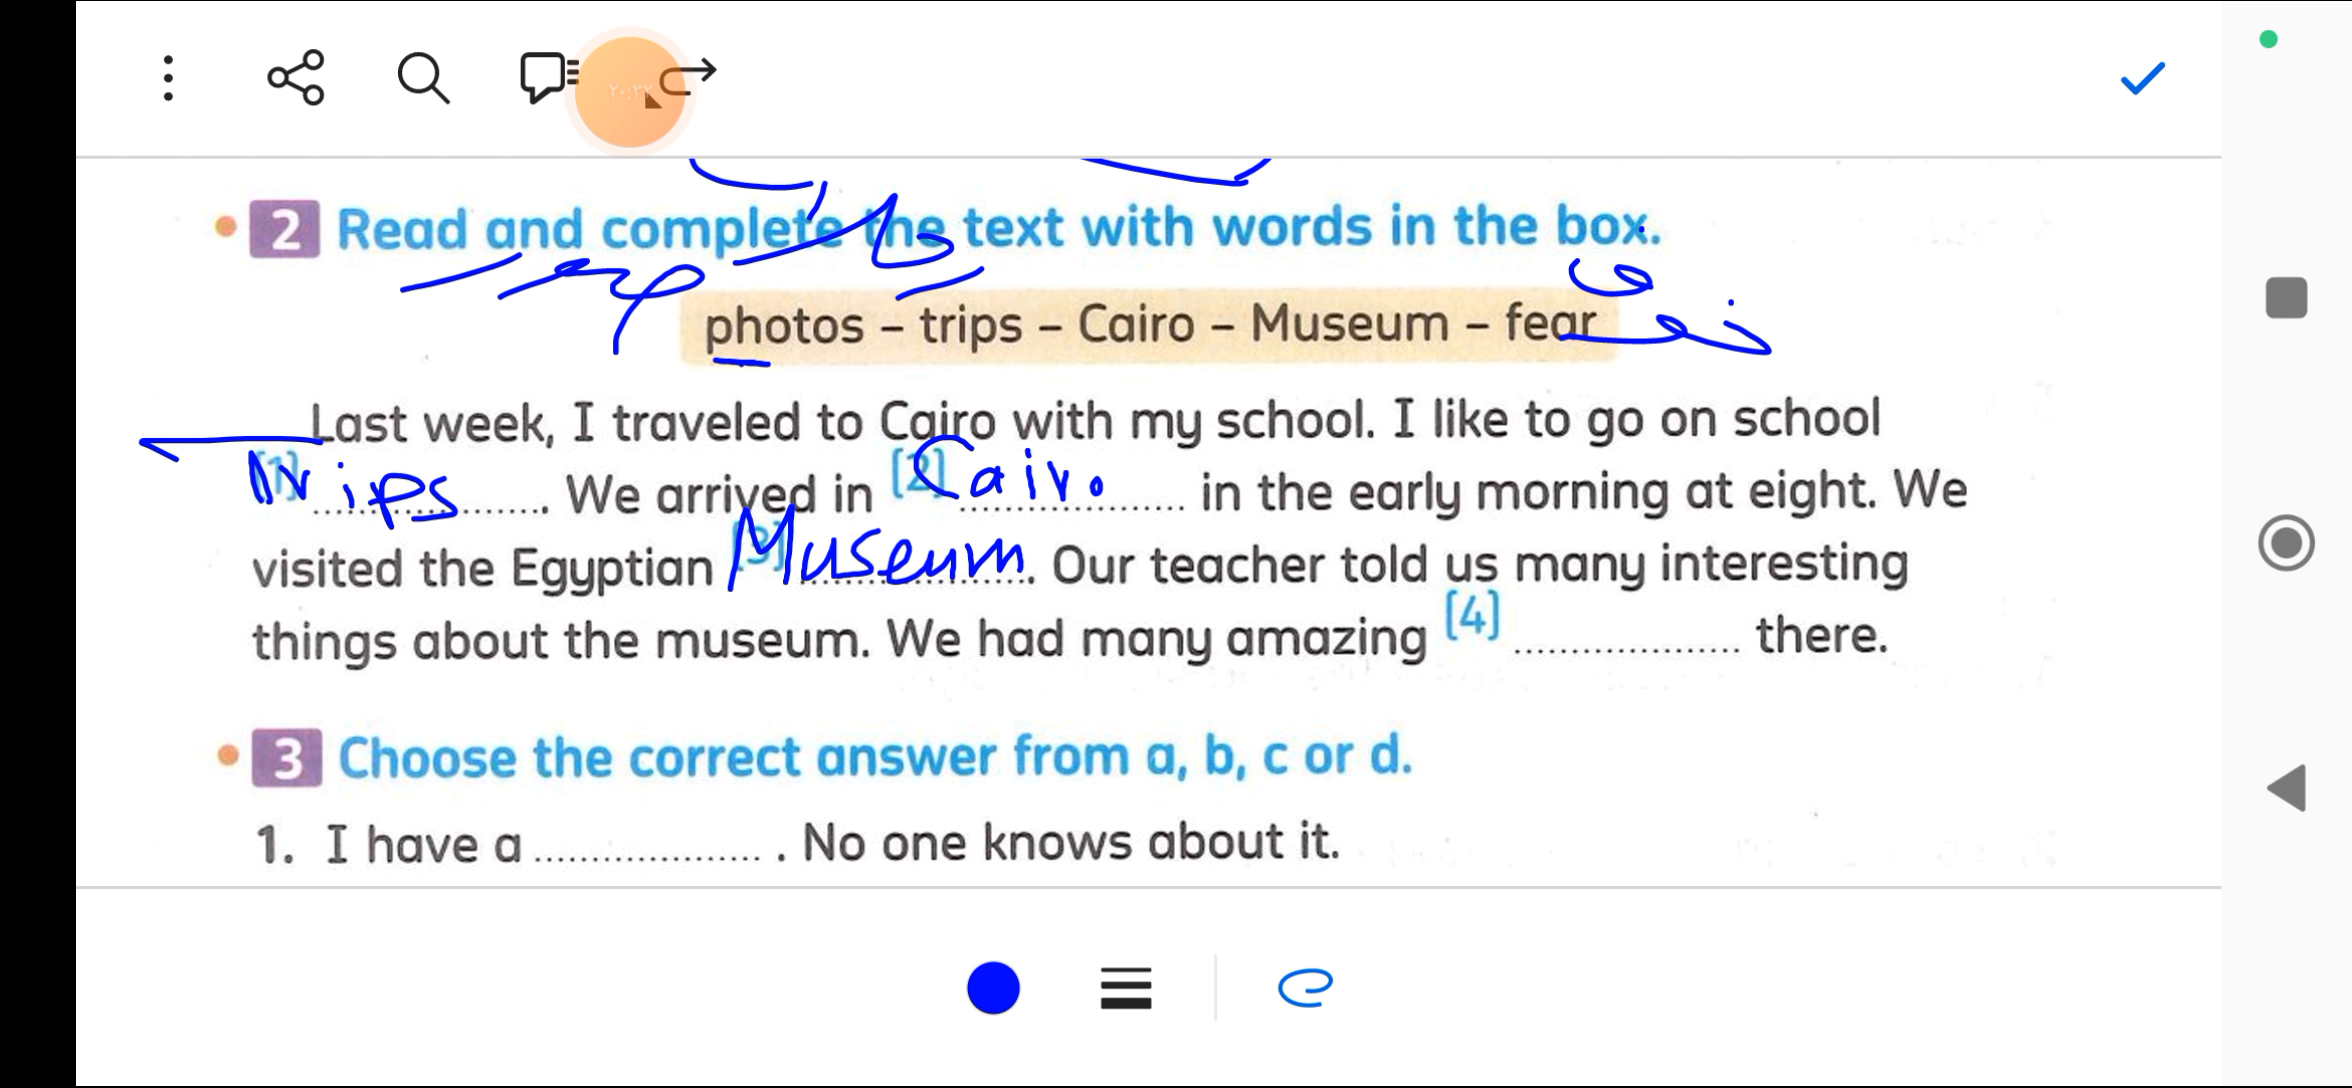 ٢٠:٣٢
2 Read and complete the text with words in the box.
photos – trips – Cairo – Museum – fear
Last week, I traveled to Cairo with my school. I like to go on school
[1] Trips. We arrived in [2] Cairo in the early morning at eight. We
visited the Egyptian [3] Museum. Our teacher told us many interesting
things about the museum. We had many amazing [4] .................... there.
3 Choose the correct answer from a, b, c or d.
1. I have a .................... . No one knows about it.